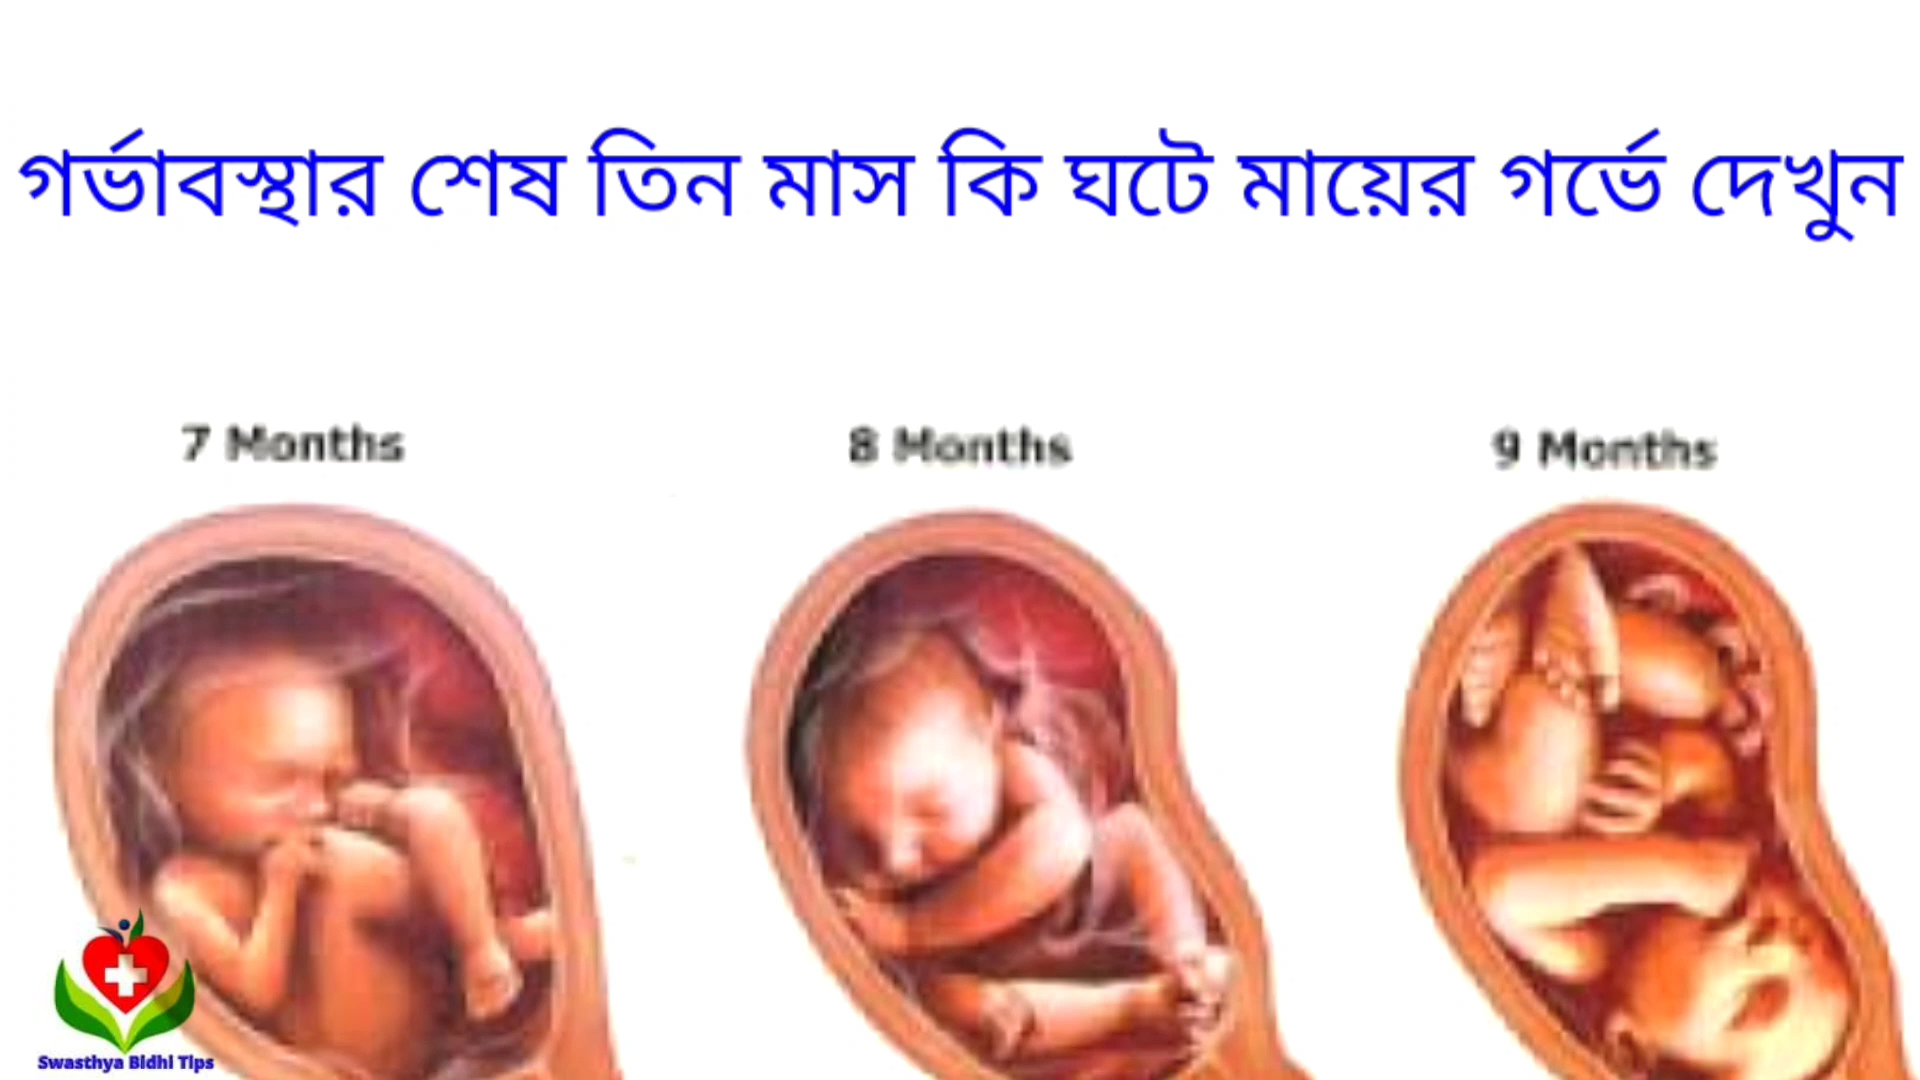 গর্ভাবস্থার শেষ তিন মাস কি ঘটে মায়ের গর্ভে দেখুন
7 Months 8 Months 9 Months
Swasthya Bidhi Tips